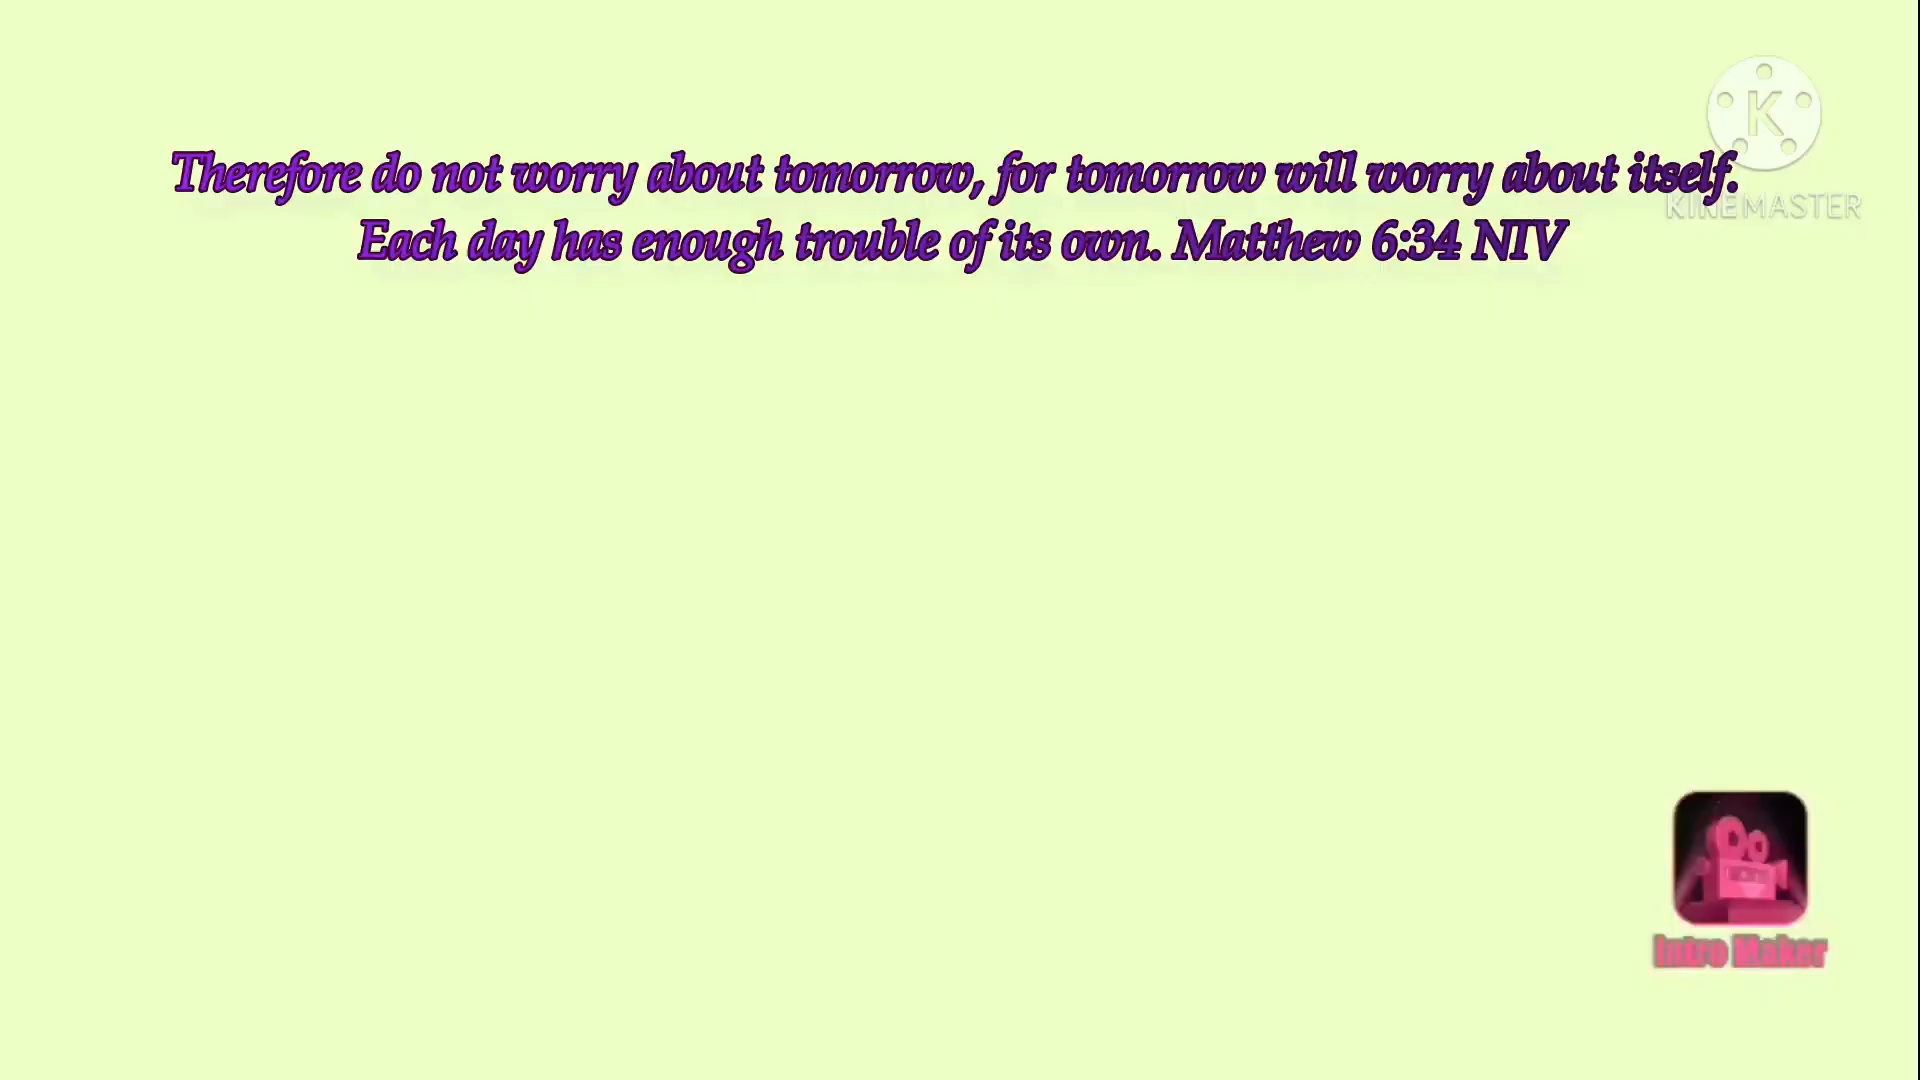 Therefore do not worry about tomorrow, for tomorrow will worry about itself.
Each day has enough trouble of its own. Matthew 6:34 NIV
K
KINEMASTER
Intro Maker